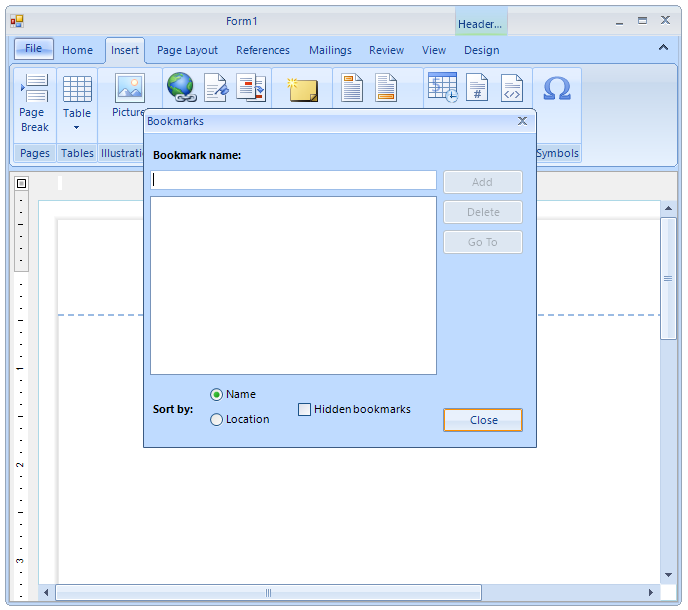 Form1
Header...
File Home Insert Page Layout References Mailings Review View Design
Page Break
Table
Picture
Pages Tables Illustrati Symbols
Bookmarks
Bookmark name:
Add
Delete
Go To
Name
Sort by:
Hidden bookmarks
Location
Close
1
2
3